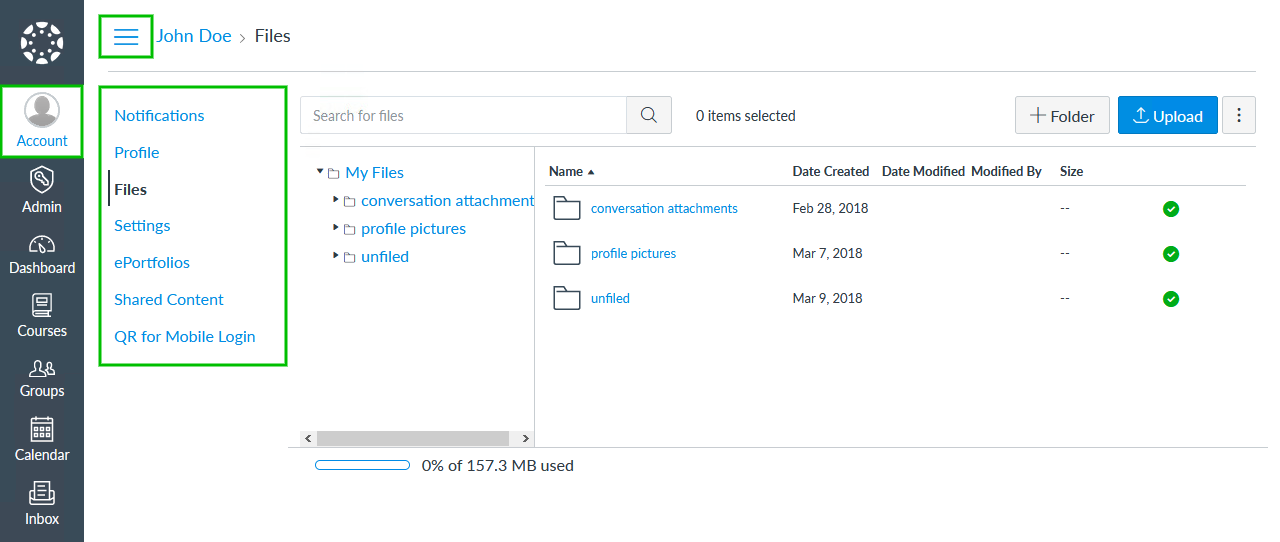 John Doe > Files
Account
Admin
Dashboard
Courses
Groups
Calendar
Inbox
Notifications
Profile
Files
Settings
ePortfolios
Shared Content
QR for Mobile Login
Search for files
0 items selected
Folder
Upload
My Files
conversation attachment
profile pictures
unfiled
Name Date Created Date Modified Modified By Size
conversation attachments Feb 28, 2018 --
profile pictures Mar 7, 2018 --
unfiled Mar 9, 2018 --
0% of 157.3 MB used